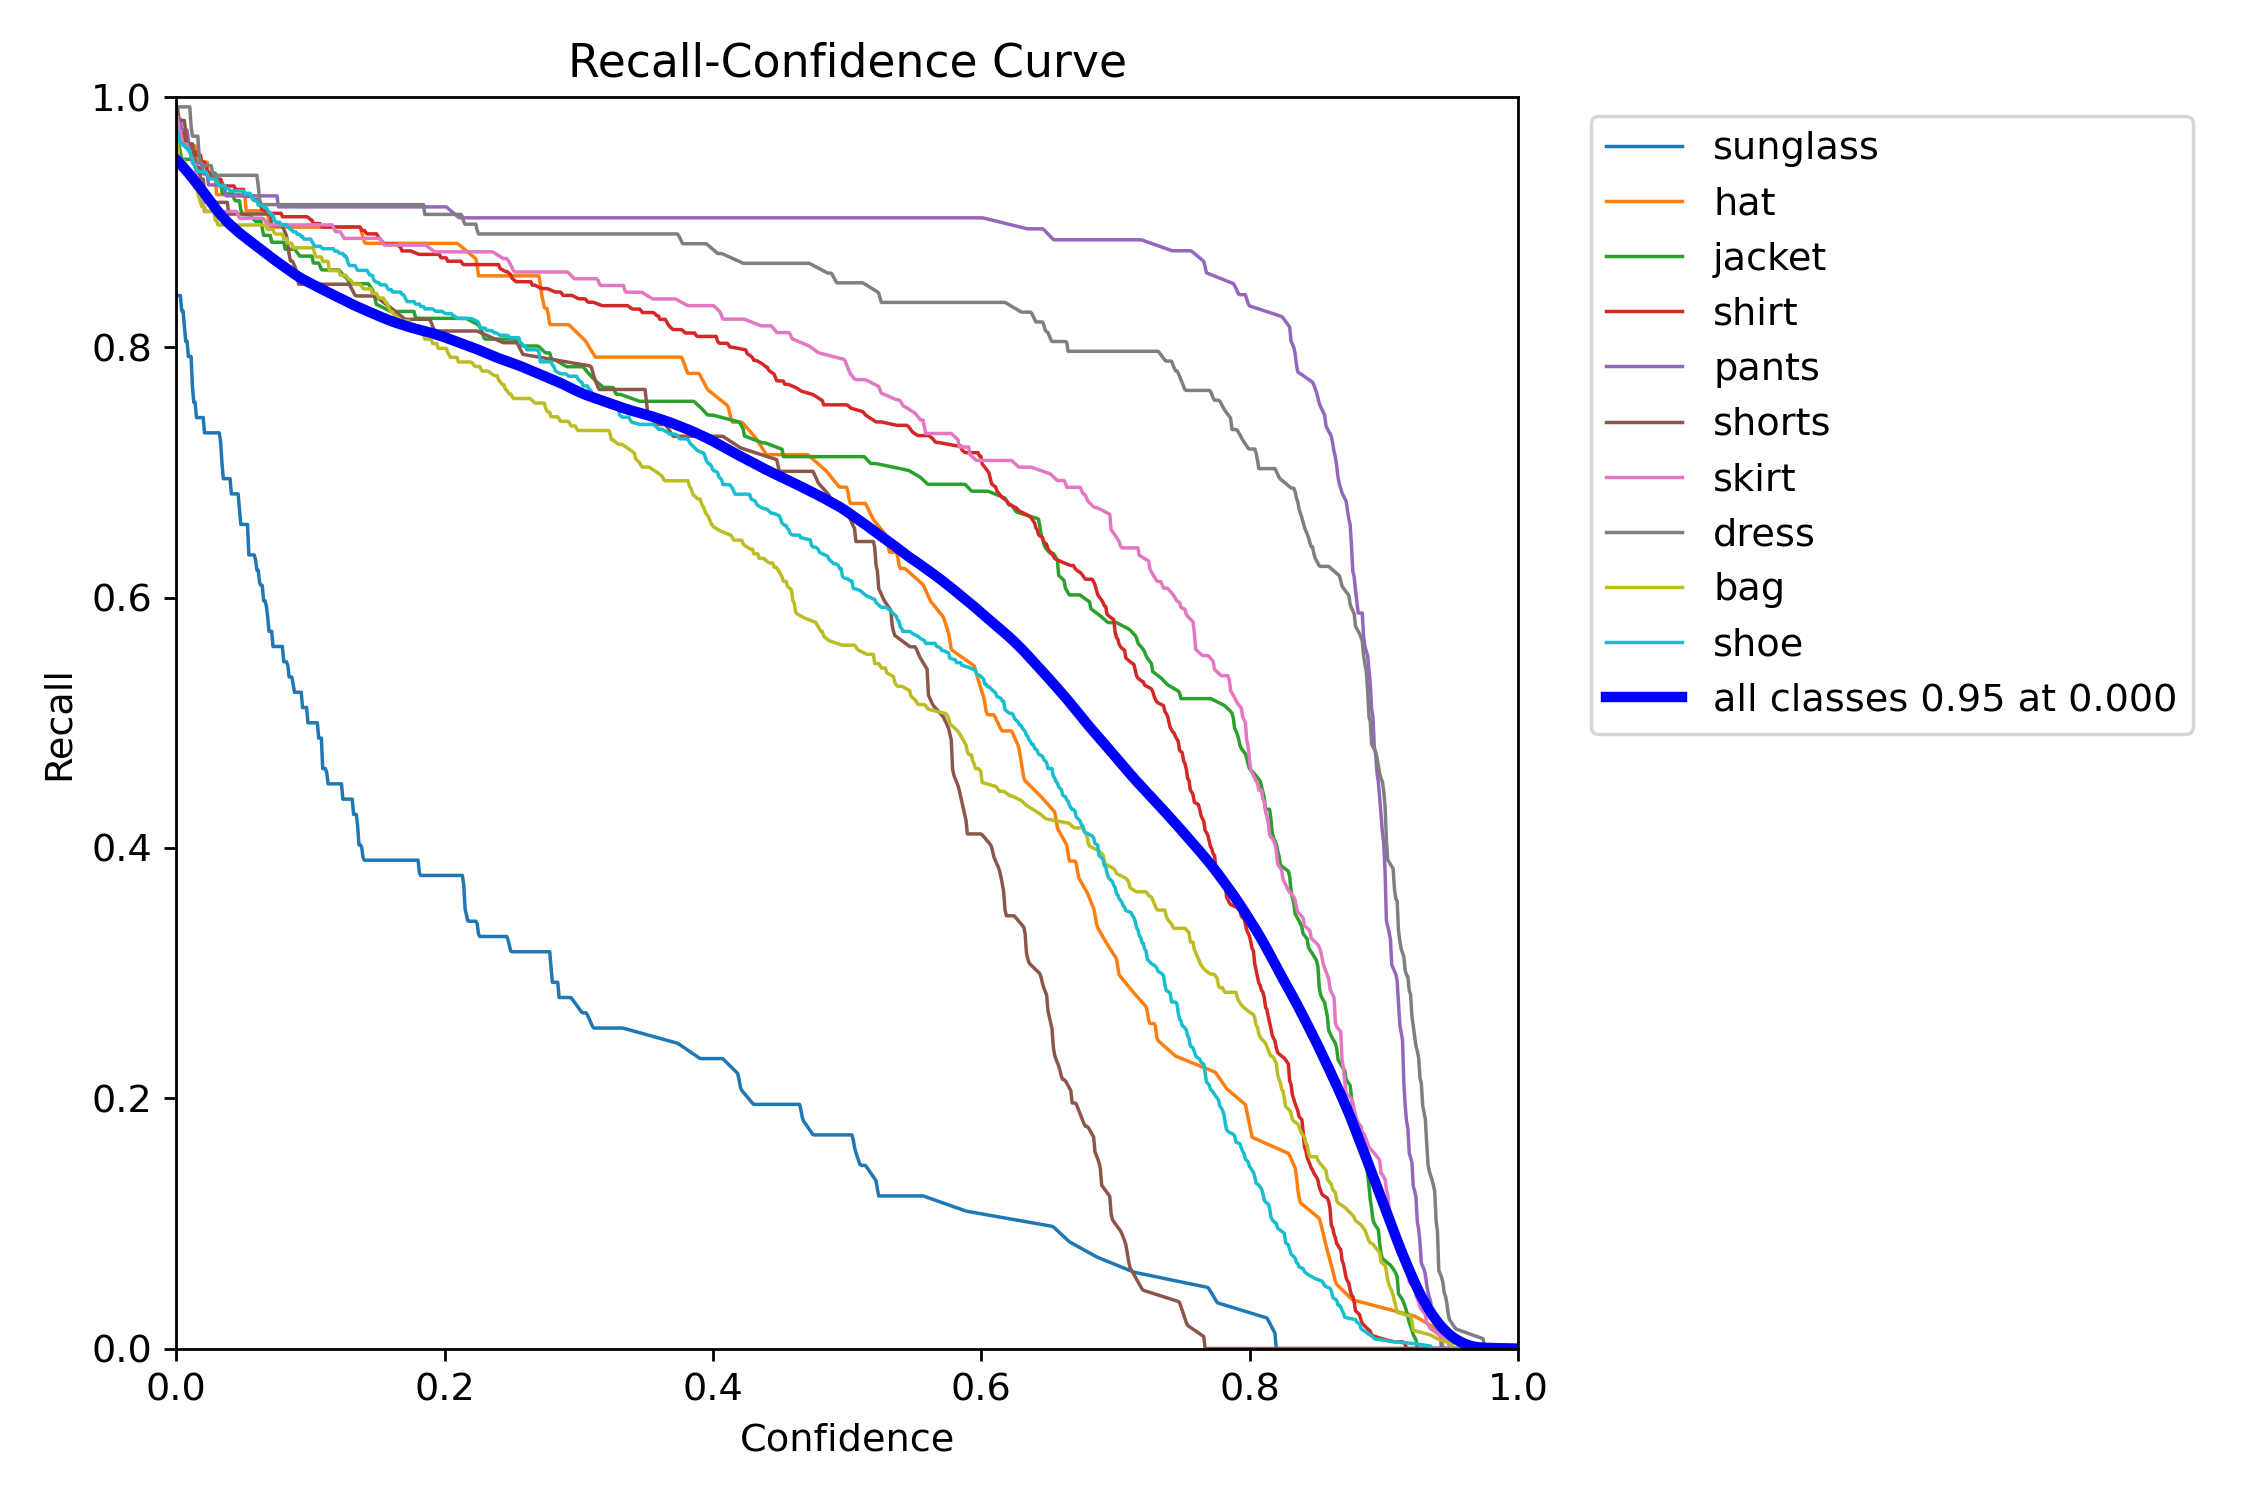 Recall-Confidence Curve
1.0
0.8
0.6
0.4
0.2
0.0
Recall
0.0 0.2 0.4 0.6 0.8 1.0
Confidence
sunglass
hat
jacket
shirt
pants
shorts
skirt
dress
bag
shoe
all classes 0.95 at 0.000